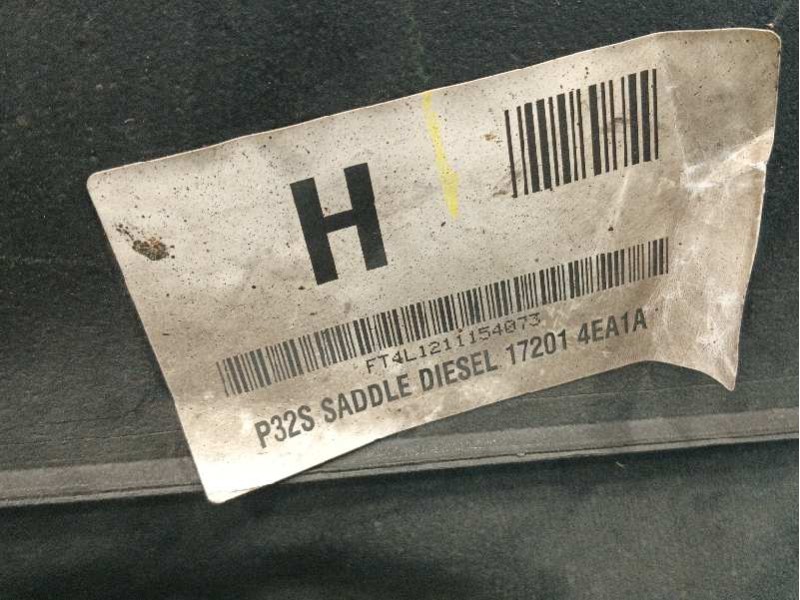 H
FT4L1211154073
P32S SADDLE DIESEL 17201 4EA1A